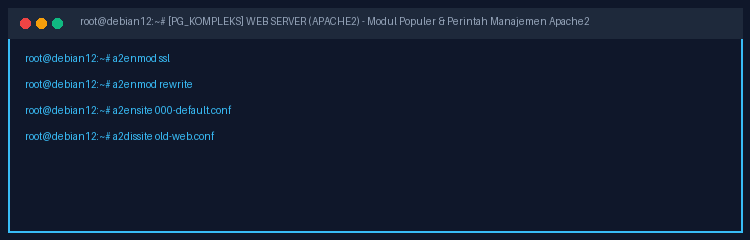 root@debian12:~# [PG_KOMPLEKS] WEB SERVER (APACHE2) - Modul Populer & Perintah Manajemen Apache2
root@debian12:~# a2enmod ssl
root@debian12:~# a2enmod rewrite
root@debian12:~# a2ensite 000-default.conf
root@debian12:~# a2dissite old-web.conf